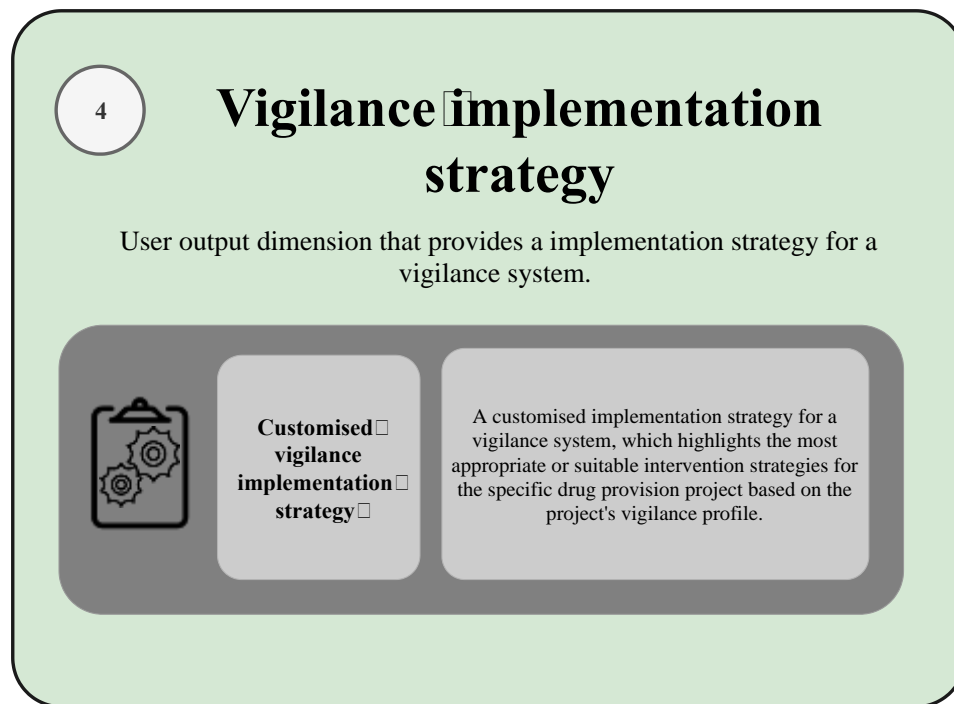 4
Vigilance implementation
strategy
User output dimension that provides a implementation strategy for a
vigilance system.
Customised
vigilance
implementation
strategy
A customised implementation strategy for a
vigilance system, which highlights the most
appropriate or suitable intervention strategies for
the specific drug provision project based on the
project's vigilance profile.